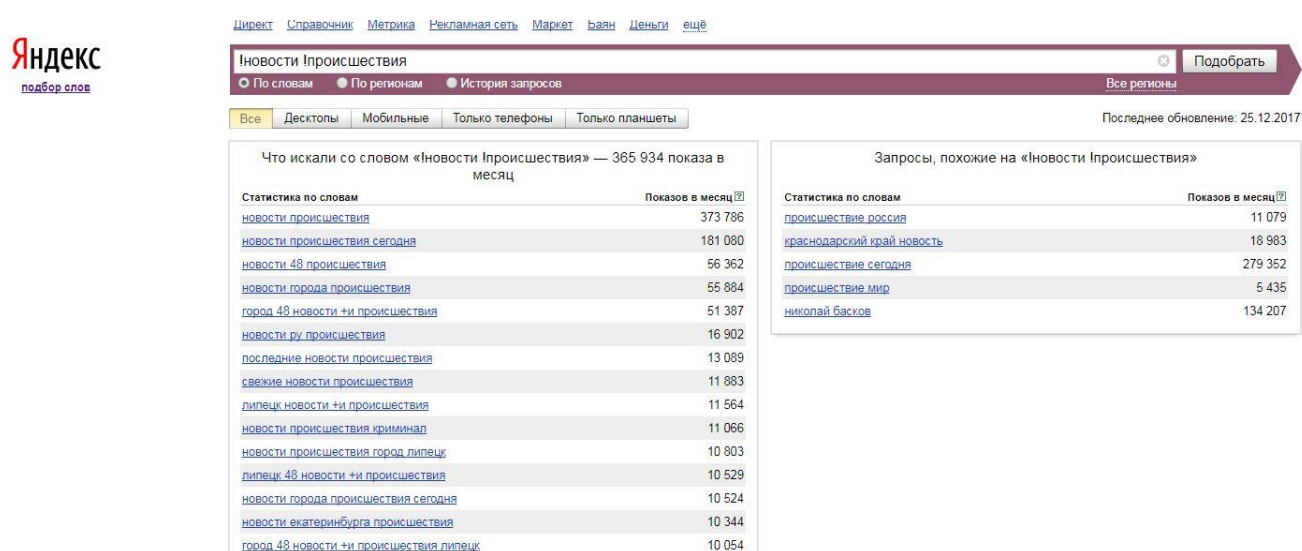 Директ Справочник Метрика Рекламная сеть Маркет Баян Деньги ещё
Яндекс
подбор слов
!новости !происшествия
Подобрать
По словам По регионам История запросов Все регионы
Все Десктопы Мобильные Только телефоны Только планшеты Последнее обновление: 25.12.2017
Что искали со словом «!новости !происшествия» — 365 934 показа в
месяц
Статистика по словам Показов в месяц ?
новости происшествия 373 786
новости происшествия сегодня 181 080
новости 48 происшествия 56 362
новости города происшествия 55 884
город 48 новости +и происшествия 51 387
новости ру происшествия 16 902
последние новости происшествия 13 089
свежие новости происшествия 11 883
липецк новости +и происшествия 11 564
новости происшествия криминал 11 066
новости происшествия город липецк 10 803
липецк 48 новости +и происшествия 10 529
новости города происшествия сегодня 10 524
новости екатеринбурга происшествия 10 344
город 48 новости +и происшествия липецк 10 054
Запросы, похожие на «!новости !происшествия»
Статистика по словам Показов в месяц ?
происшествие россия 11 079
краснодарский край новость 18 983
происшествие сегодня 279 352
происшествие мир 5 435
николай басков 134 207